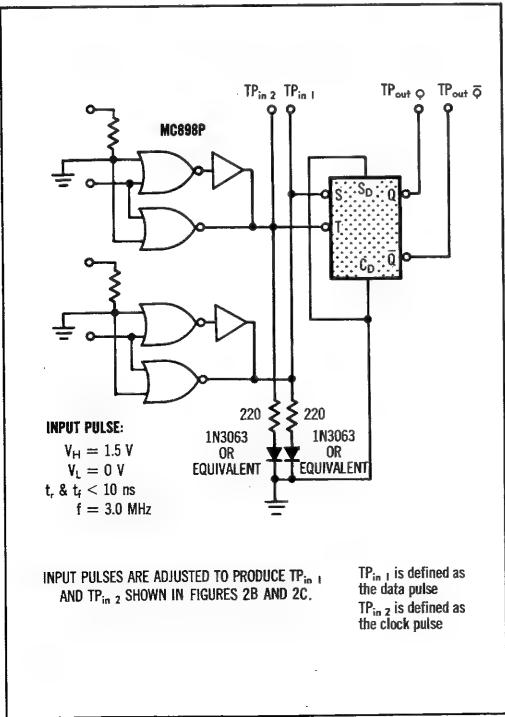 TPin 2 TPin 1 TPout Q TPout Q̅
MC898P
S SD Q
T
CD Q̅
220 220
1N3063 1N3063
OR OR
EQUIVALENT EQUIVALENT
INPUT PULSE:
VH = 1.5 V
VL = 0 V
tr & tf < 10 ns
f = 3.0 MHz
INPUT PULSES ARE ADJUSTED TO PRODUCE TPin 1
AND TPin 2 SHOWN IN FIGURES 2B AND 2C.
TPin 1 is defined as
the data pulse
TPin 2 is defined as
the clock pulse